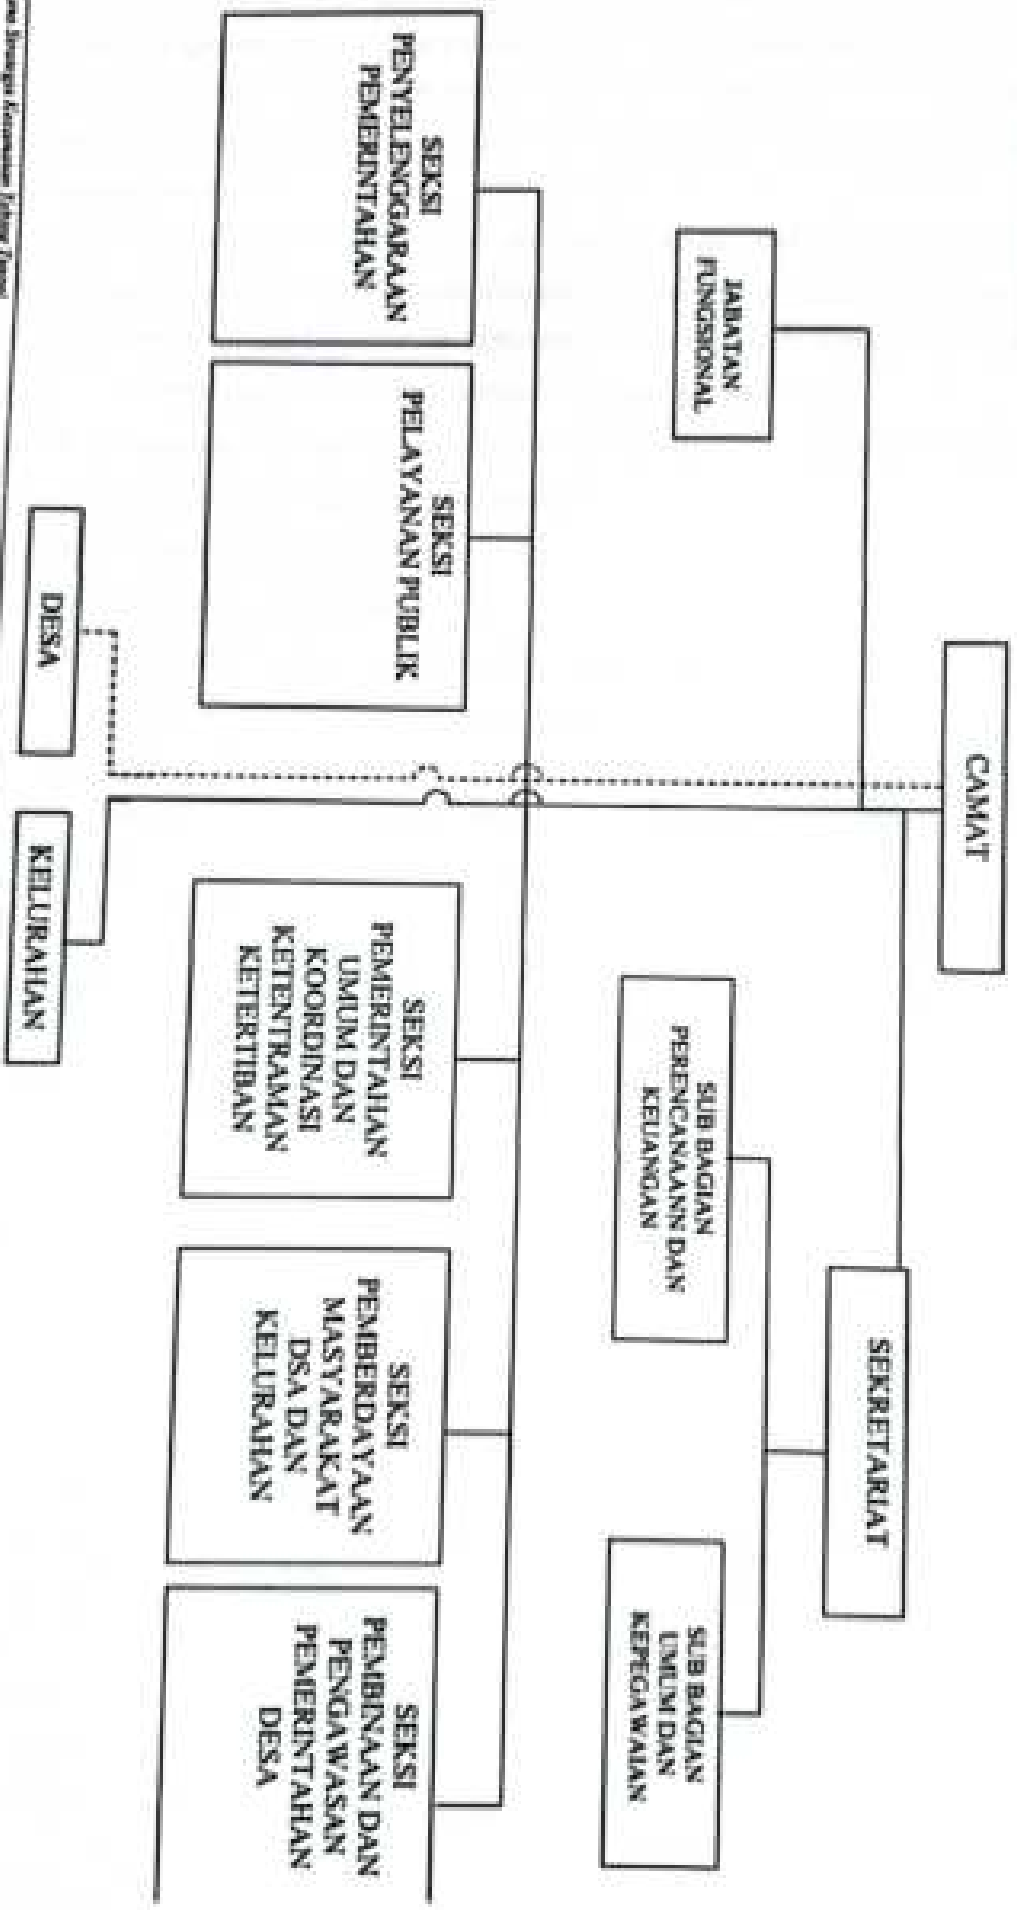 CAMAT
SEKRETARIAT
JABATAN
FUNGSIONAL
SUB BAGIAN
PERENCANAANN DAN
KEUANGAN
SUB BAGIAN
UMUM DAN
KEPEGAWAIAN
SEKSI
PENYELENGGARAAN
PEMERINTAHAN
SEKSI
PELAYANAN PUBLIK
SEKSI
PEMERINTAHAN
UMUM DAN
KOORDINASI
KETENTRAMAN
KETERTIBAN
SEKSI
PEMBERDAYAAN
MASYARAKAT
DSA DAN
KELURAHAN
SEKSI
PEMBINAAN DAN
PENGAWASAN
PEMERINTAHAN
DESA
DESA
KELURAHAN
Kecamatan